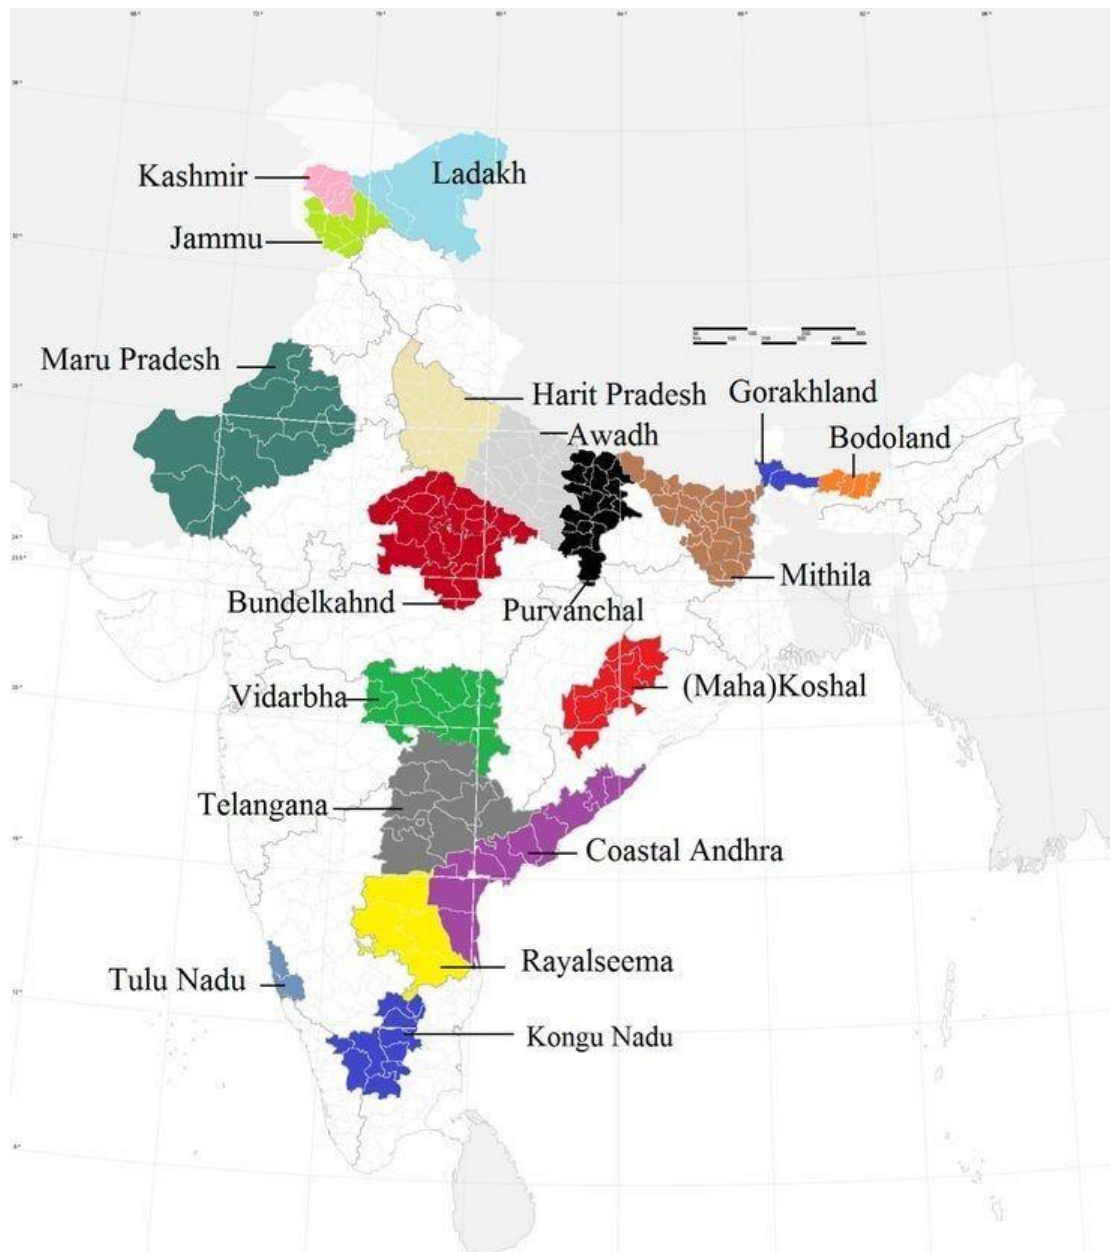 Kashmir
Ladakh
Jammu
Maru Pradesh
Harit Pradesh
Gorakhland
Awadh
Bodoland
Bundelkahnd
Purvanchal
Mithila
Vidarbha
(Maha)Koshal
Telangana
Coastal Andhra
Rayalseema
Tulu Nadu
Kongu Nadu